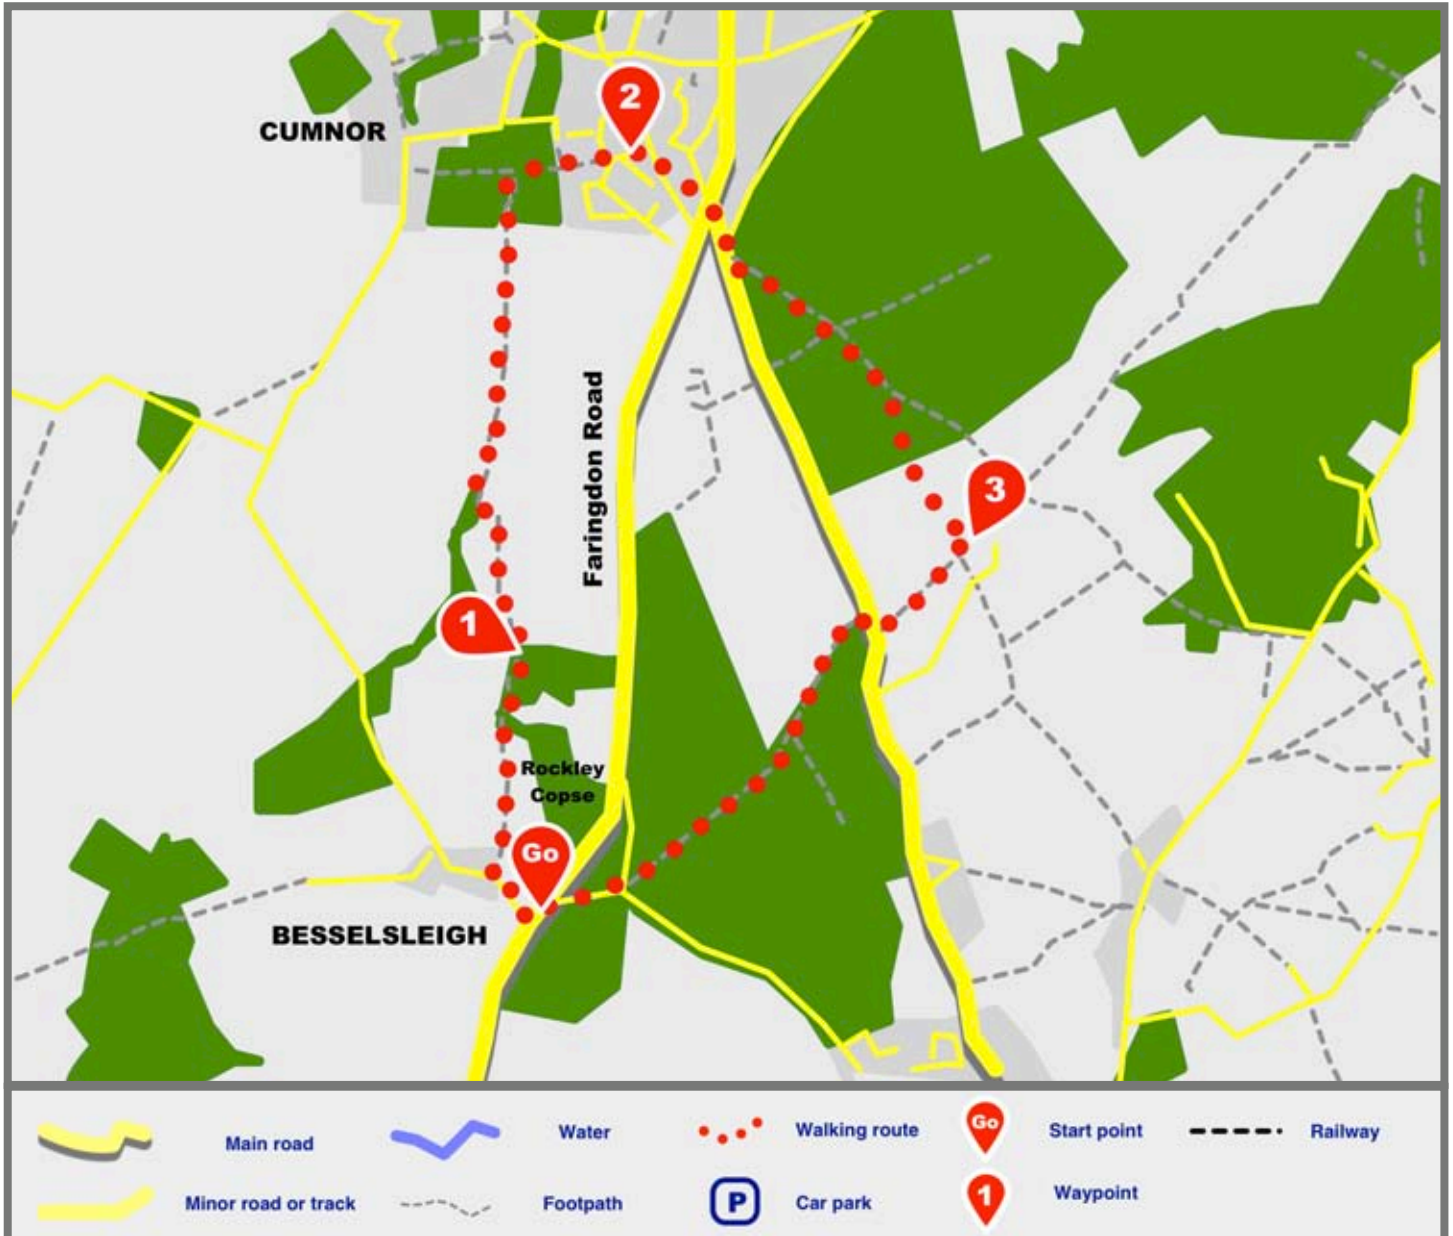 2
CUMNOR
Faringdon Road
3
1
Rockley
Copse
Go
BESSELSLEIGH
Main road
Water
Walking route
Go
Start point
Railway
Minor road or track
Footpath
P
Car park
1
Waypoint